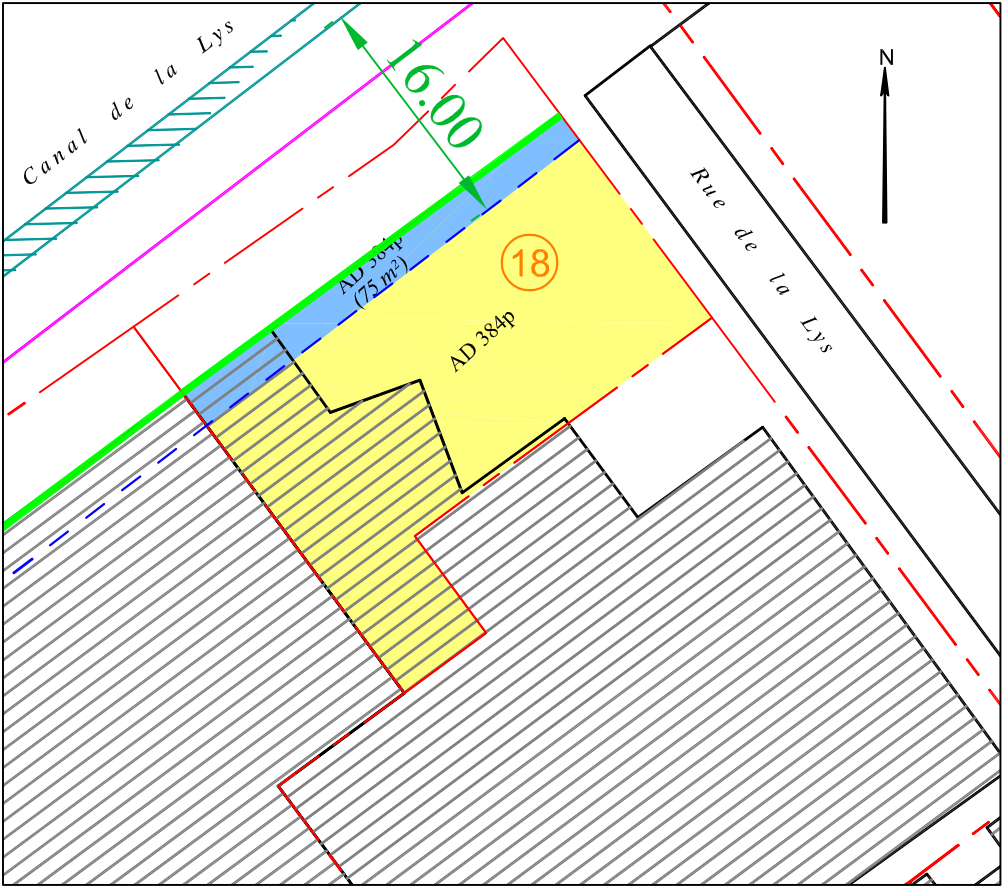 Canal de la Lys
16.00
N
Rue de la Lys
AD 384p
(75 m²)
18
AD 384p